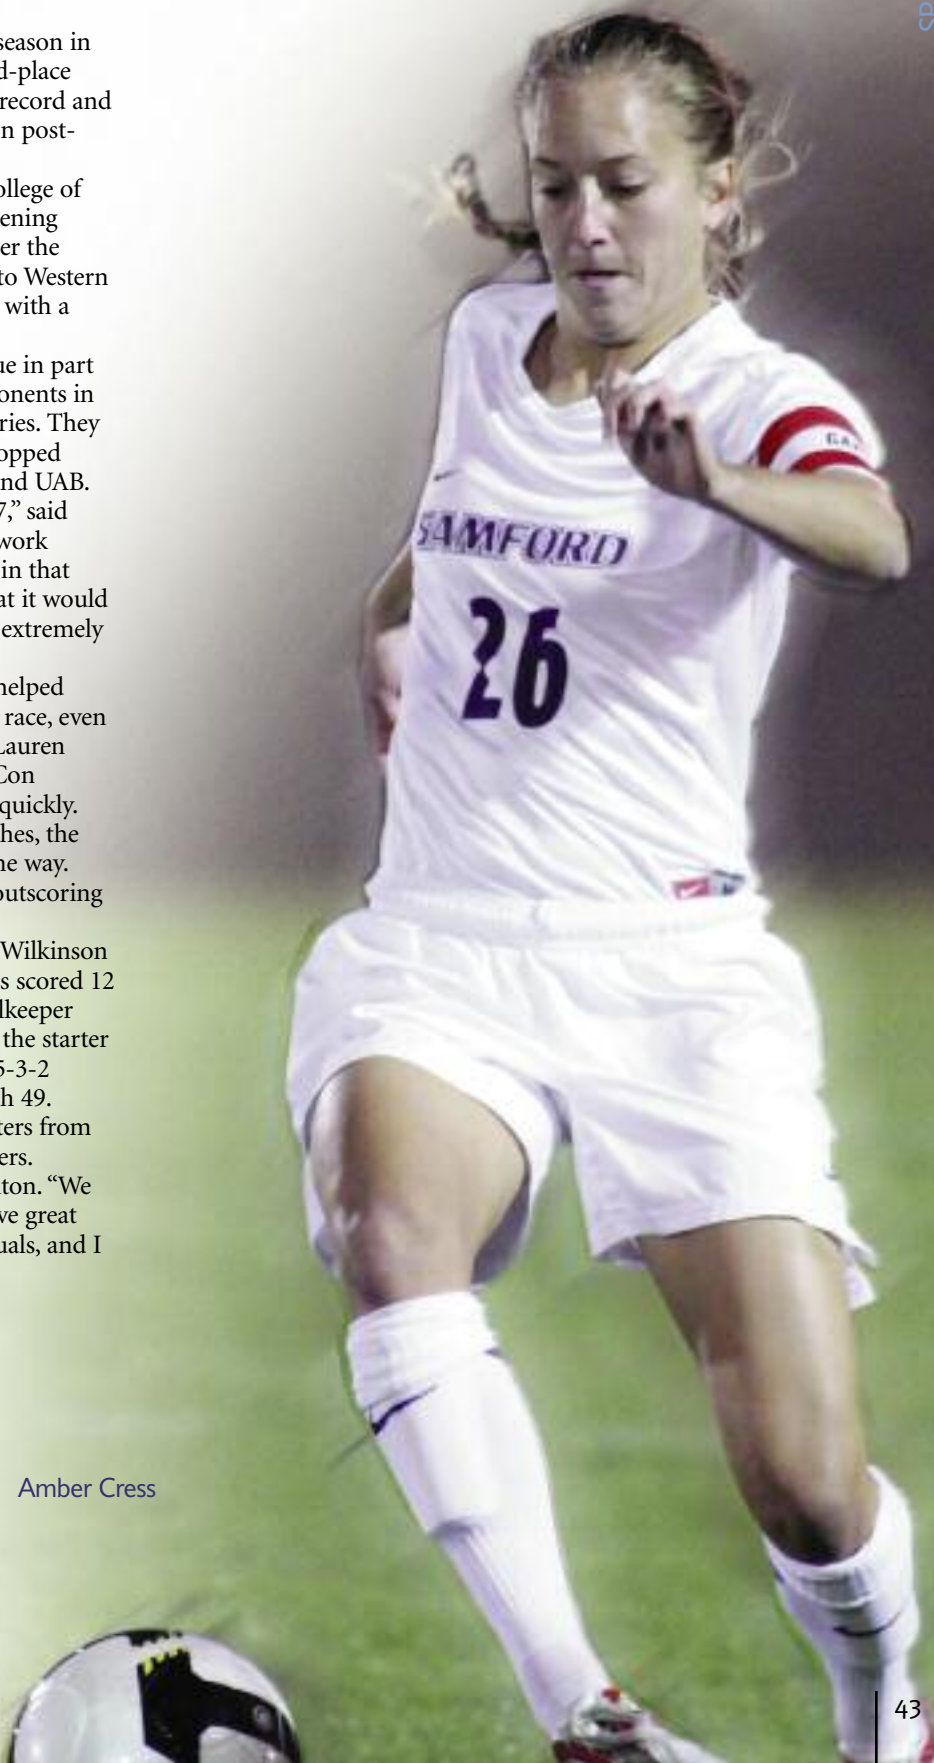 season in
d-place
record and
n post-
ollege of
ening
er the
to Western
with a
ue in part
onents in
ries. They
opped
nd UAB.
7,” said
work
in that
at it would
extremely
helped
race, even
Lauren
Con
quickly.
hes, the
ne way.
outscoring
Wilkinson
s scored 12
lkeeper
the starter
5-3-2
h 49.
ters from
ers.
ton. “We
ve great
uals, and I
SAMFORD
26
Amber Cress
43